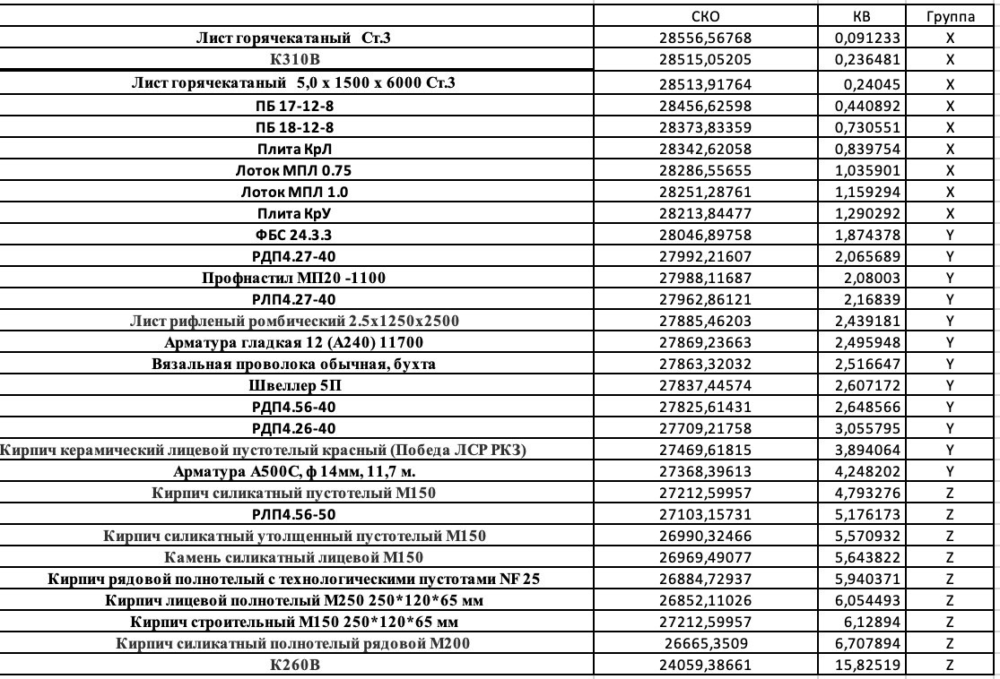 СКО КВ Группа
Лист горячекатаный Ст.3 28556,56768 0,091233 X
К310В 28515,05205 0,236481 X
Лист горячекатаный 5,0 х 1500 х 6000 Ст.3 28513,91764 0,24045 X
ПБ 17-12-8 28456,62598 0,440892 X
ПБ 18-12-8 28373,83359 0,730551 X
Плита КрЛ 28342,62058 0,839754 X
Лоток МПЛ 0.75 28286,55655 1,035901 X
Лоток МПЛ 1.0 28251,28761 1,159294 X
Плита КрУ 28213,84477 1,290292 X
ФБС 24.3.3 28046,89758 1,874378 Y
РДП4.27-40 27992,21607 2,065689 Y
Профнастил МП20 -1100 27988,11687 2,08003 Y
РЛП4.27-40 27962,86121 2,16839 Y
Лист рифленый ромбический 2.5х1250х2500 27885,46203 2,439181 Y
Арматура гладкая 12 (А240) 11700 27869,23663 2,495948 Y
Вязальная проволока обычная, бухта 27863,32032 2,516647 Y
Швеллер 5П 27837,44574 2,607172 Y
РДП4.56-40 27825,61431 2,648566 Y
РДП4.26-40 27709,21758 3,055795 Y
Кирпич керамический лицевой пустотелый красный (Победа ЛСР РКЗ) 27469,61815 3,894064 Y
Арматура А500С, ф 14мм, 11,7 м. 27368,39613 4,248202 Y
Кирпич силикатный пустотелый М150 27212,59957 4,793276 Z
РЛП4.56-50 27103,15731 5,176173 Z
Кирпич силикатный утолщенный пустотелый М150 26990,32466 5,570932 Z
Камень силикатный лицевой М150 26969,49077 5,643822 Z
Кирпич рядовой полнотелый с технологическими пустотами NF 25 26884,72937 5,940371 Z
Кирпич лицевой полнотелый М250 250*120*65 мм 26852,11026 6,054493 Z
Кирпич строительный М150 250*120*65 мм 27212,59957 6,12894 Z
Кирпич силикатный полнотелый рядовой М200 26665,3509 6,707894 Z
К260В 24059,38661 15,82519 Z